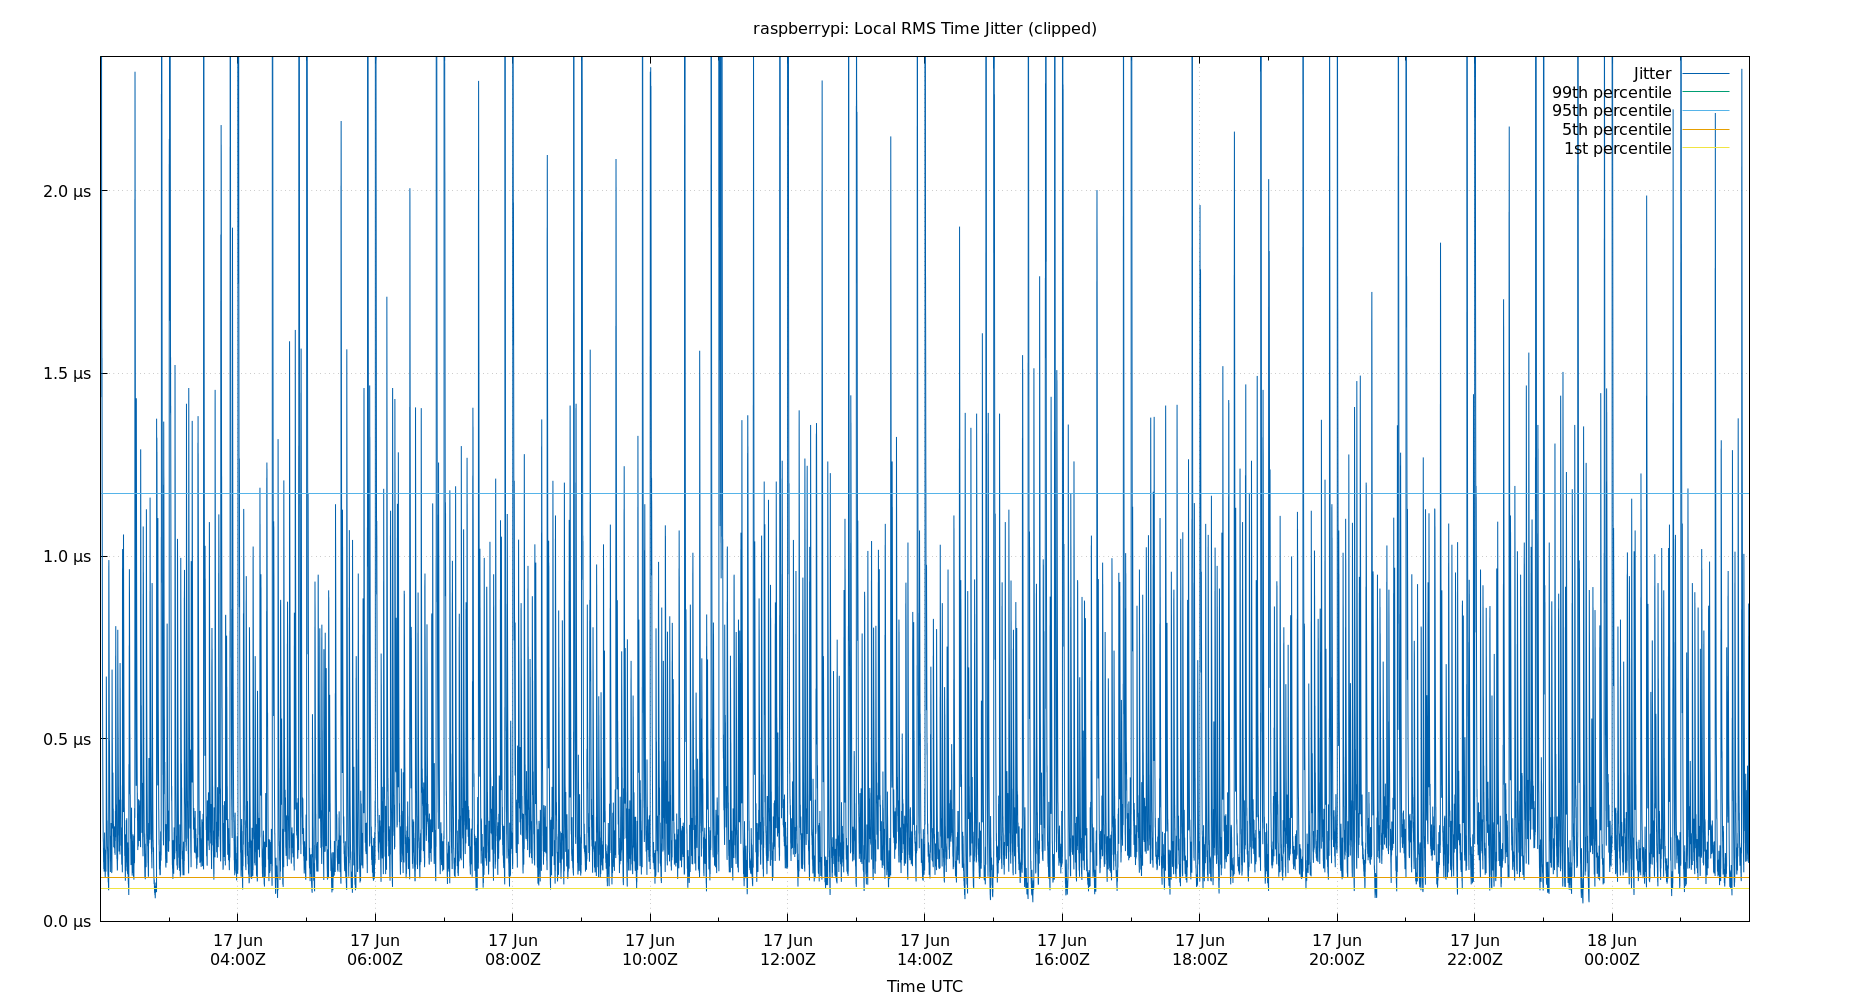 raspberrypi: Local RMS Time Jitter (clipped)
Jitter
99th percentile
95th percentile
5th percentile
1st percentile
2.0 μs
1.5 μs
1.0 μs
0.5 μs
0.0 μs
17 Jun 17 Jun 17 Jun 17 Jun 17 Jun 17 Jun 17 Jun 17 Jun 17 Jun 17 Jun 18 Jun
04:00Z 06:00Z 08:00Z 10:00Z 12:00Z 14:00Z 16:00Z 18:00Z 20:00Z 22:00Z 00:00Z
Time UTC